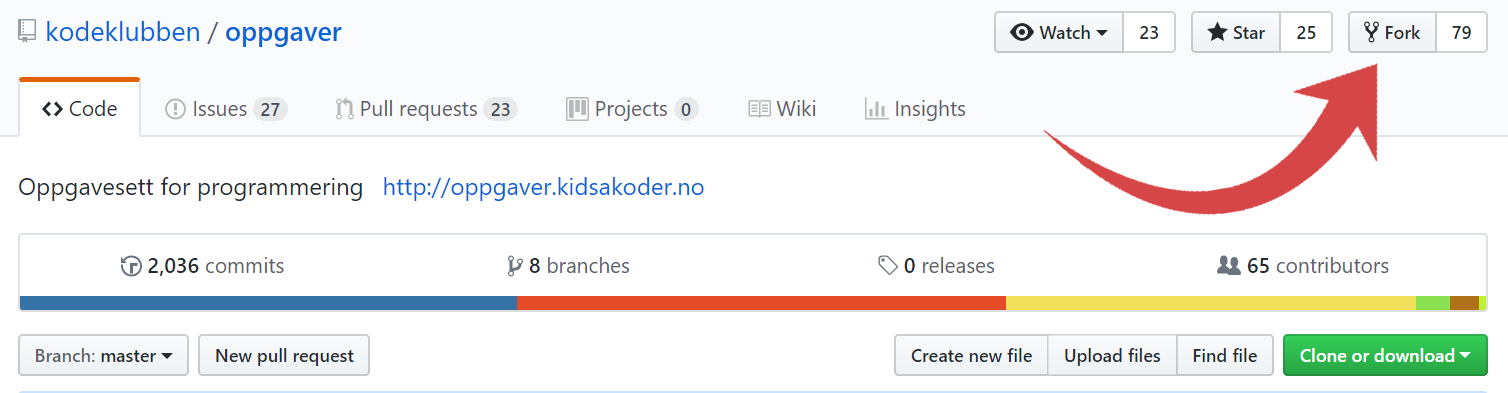 kodeklubben / oppgaver
Watch 23
Star 25
Fork 79
Code
Issues 27
Pull requests 23
Projects 0
Wiki
Insights
Oppgavesett for programmering http://oppgaver.kidsakoder.no
2,036 commits
8 branches
0 releases
65 contributors
Branch: master
New pull request
Create new file
Upload files
Find file
Clone or download